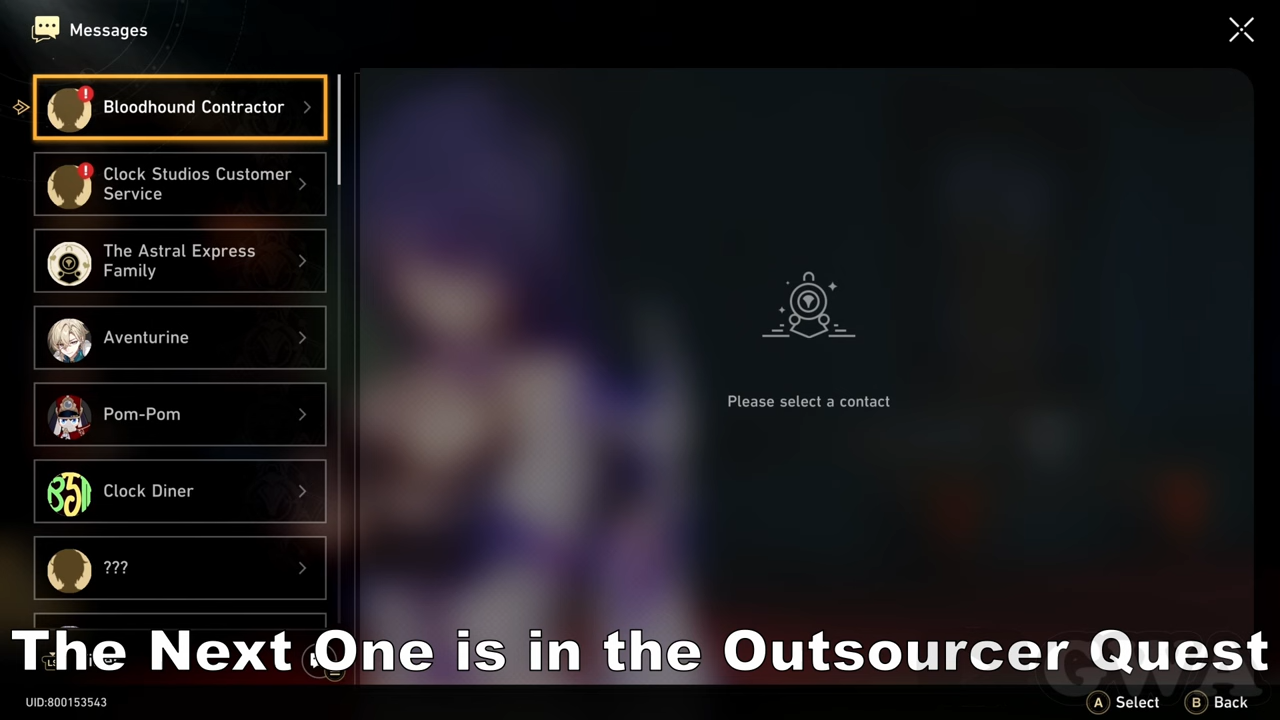 Messages
Bloodhound Contractor
Clock Studios Customer
Service
The Astral Express
Family
Aventurine
Pom-Pom
Clock Diner
???
Please select a contact
The Next One is in the Outsourcer Quest
GWA
UID:800153543
A Select
B Back